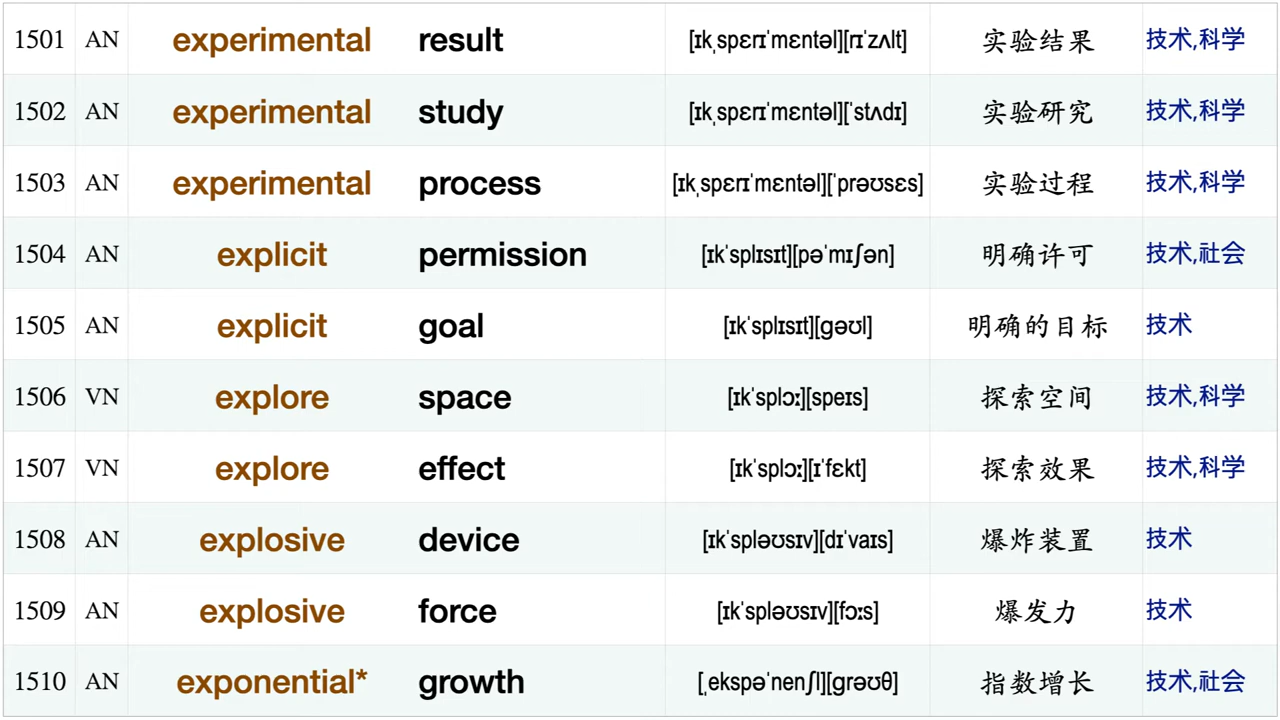 1501 AN experimental result [ɪkˌspɛrɪˈmɛntəl][rɪˈzʌlt] 实验结果 技术,科学
1502 AN experimental study [ɪkˌspɛrɪˈmɛntəl][ˈstʌdɪ] 实验研究 技术,科学
1503 AN experimental process [ɪkˌspɛrɪˈmɛntəl][ˈprəʊsɛs] 实验过程 技术,科学
1504 AN explicit permission [ɪkˈsplɪsɪt][pəˈmɪʃən] 明确许可 技术,社会
1505 AN explicit goal [ɪkˈsplɪsɪt][ɡəʊl] 明确的目标 技术
1506 VN explore space [ɪkˈsplɔː][speɪs] 探索空间 技术,科学
1507 VN explore effect [ɪkˈsplɔː][ɪˈfɛkt] 探索效果 技术,科学
1508 AN explosive device [ɪkˈspləʊsɪv][dɪˈvaɪs] 爆炸装置 技术
1509 AN explosive force [ɪkˈspləʊsɪv][fɔːs] 爆发力 技术
1510 AN exponential* growth [ˌekspəˈnenʃl][ɡrəʊθ] 指数增长 技术,社会